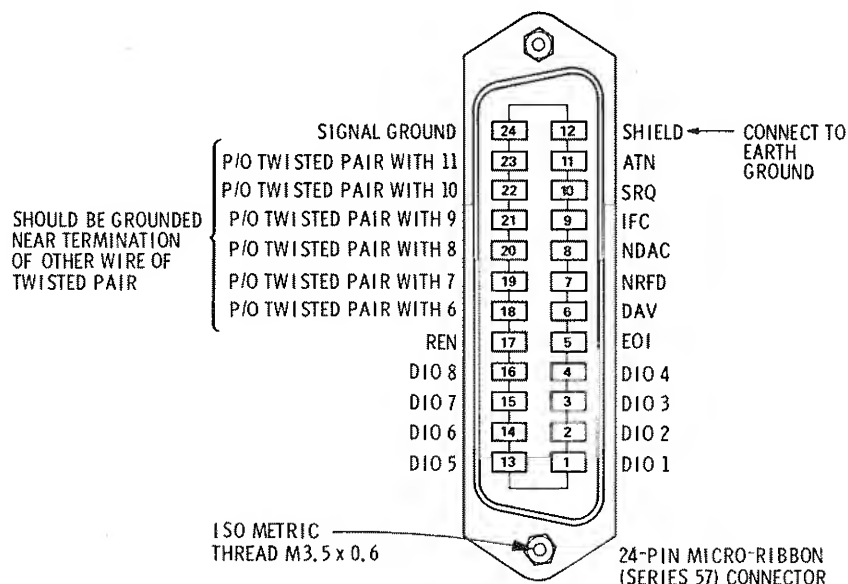 SIGNAL GROUND 24 12 SHIELD CONNECT TO
EARTH
GROUND
P/O TWISTED PAIR WITH 11 23 11 ATN
P/O TWISTED PAIR WITH 10 22 10 SRQ
P/O TWISTED PAIR WITH 9 21 9 IFC
P/O TWISTED PAIR WITH 8 20 8 NDAC
P/O TWISTED PAIR WITH 7 19 7 NRFD
P/O TWISTED PAIR WITH 6 18 6 DAV
SHOULD BE GROUNDED
NEAR TERMINATION
OF OTHER WIRE OF
TWISTED PAIR
REN 17 5 EOI
DIO 8 16 4 DIO 4
DIO 7 15 3 DIO 3
DIO 6 14 2 DIO 2
DIO 5 13 1 DIO 1
ISO METRIC
THREAD M3.5 x 0.6
24-PIN MICRO-RIBBON
(SERIES 57) CONNECTOR